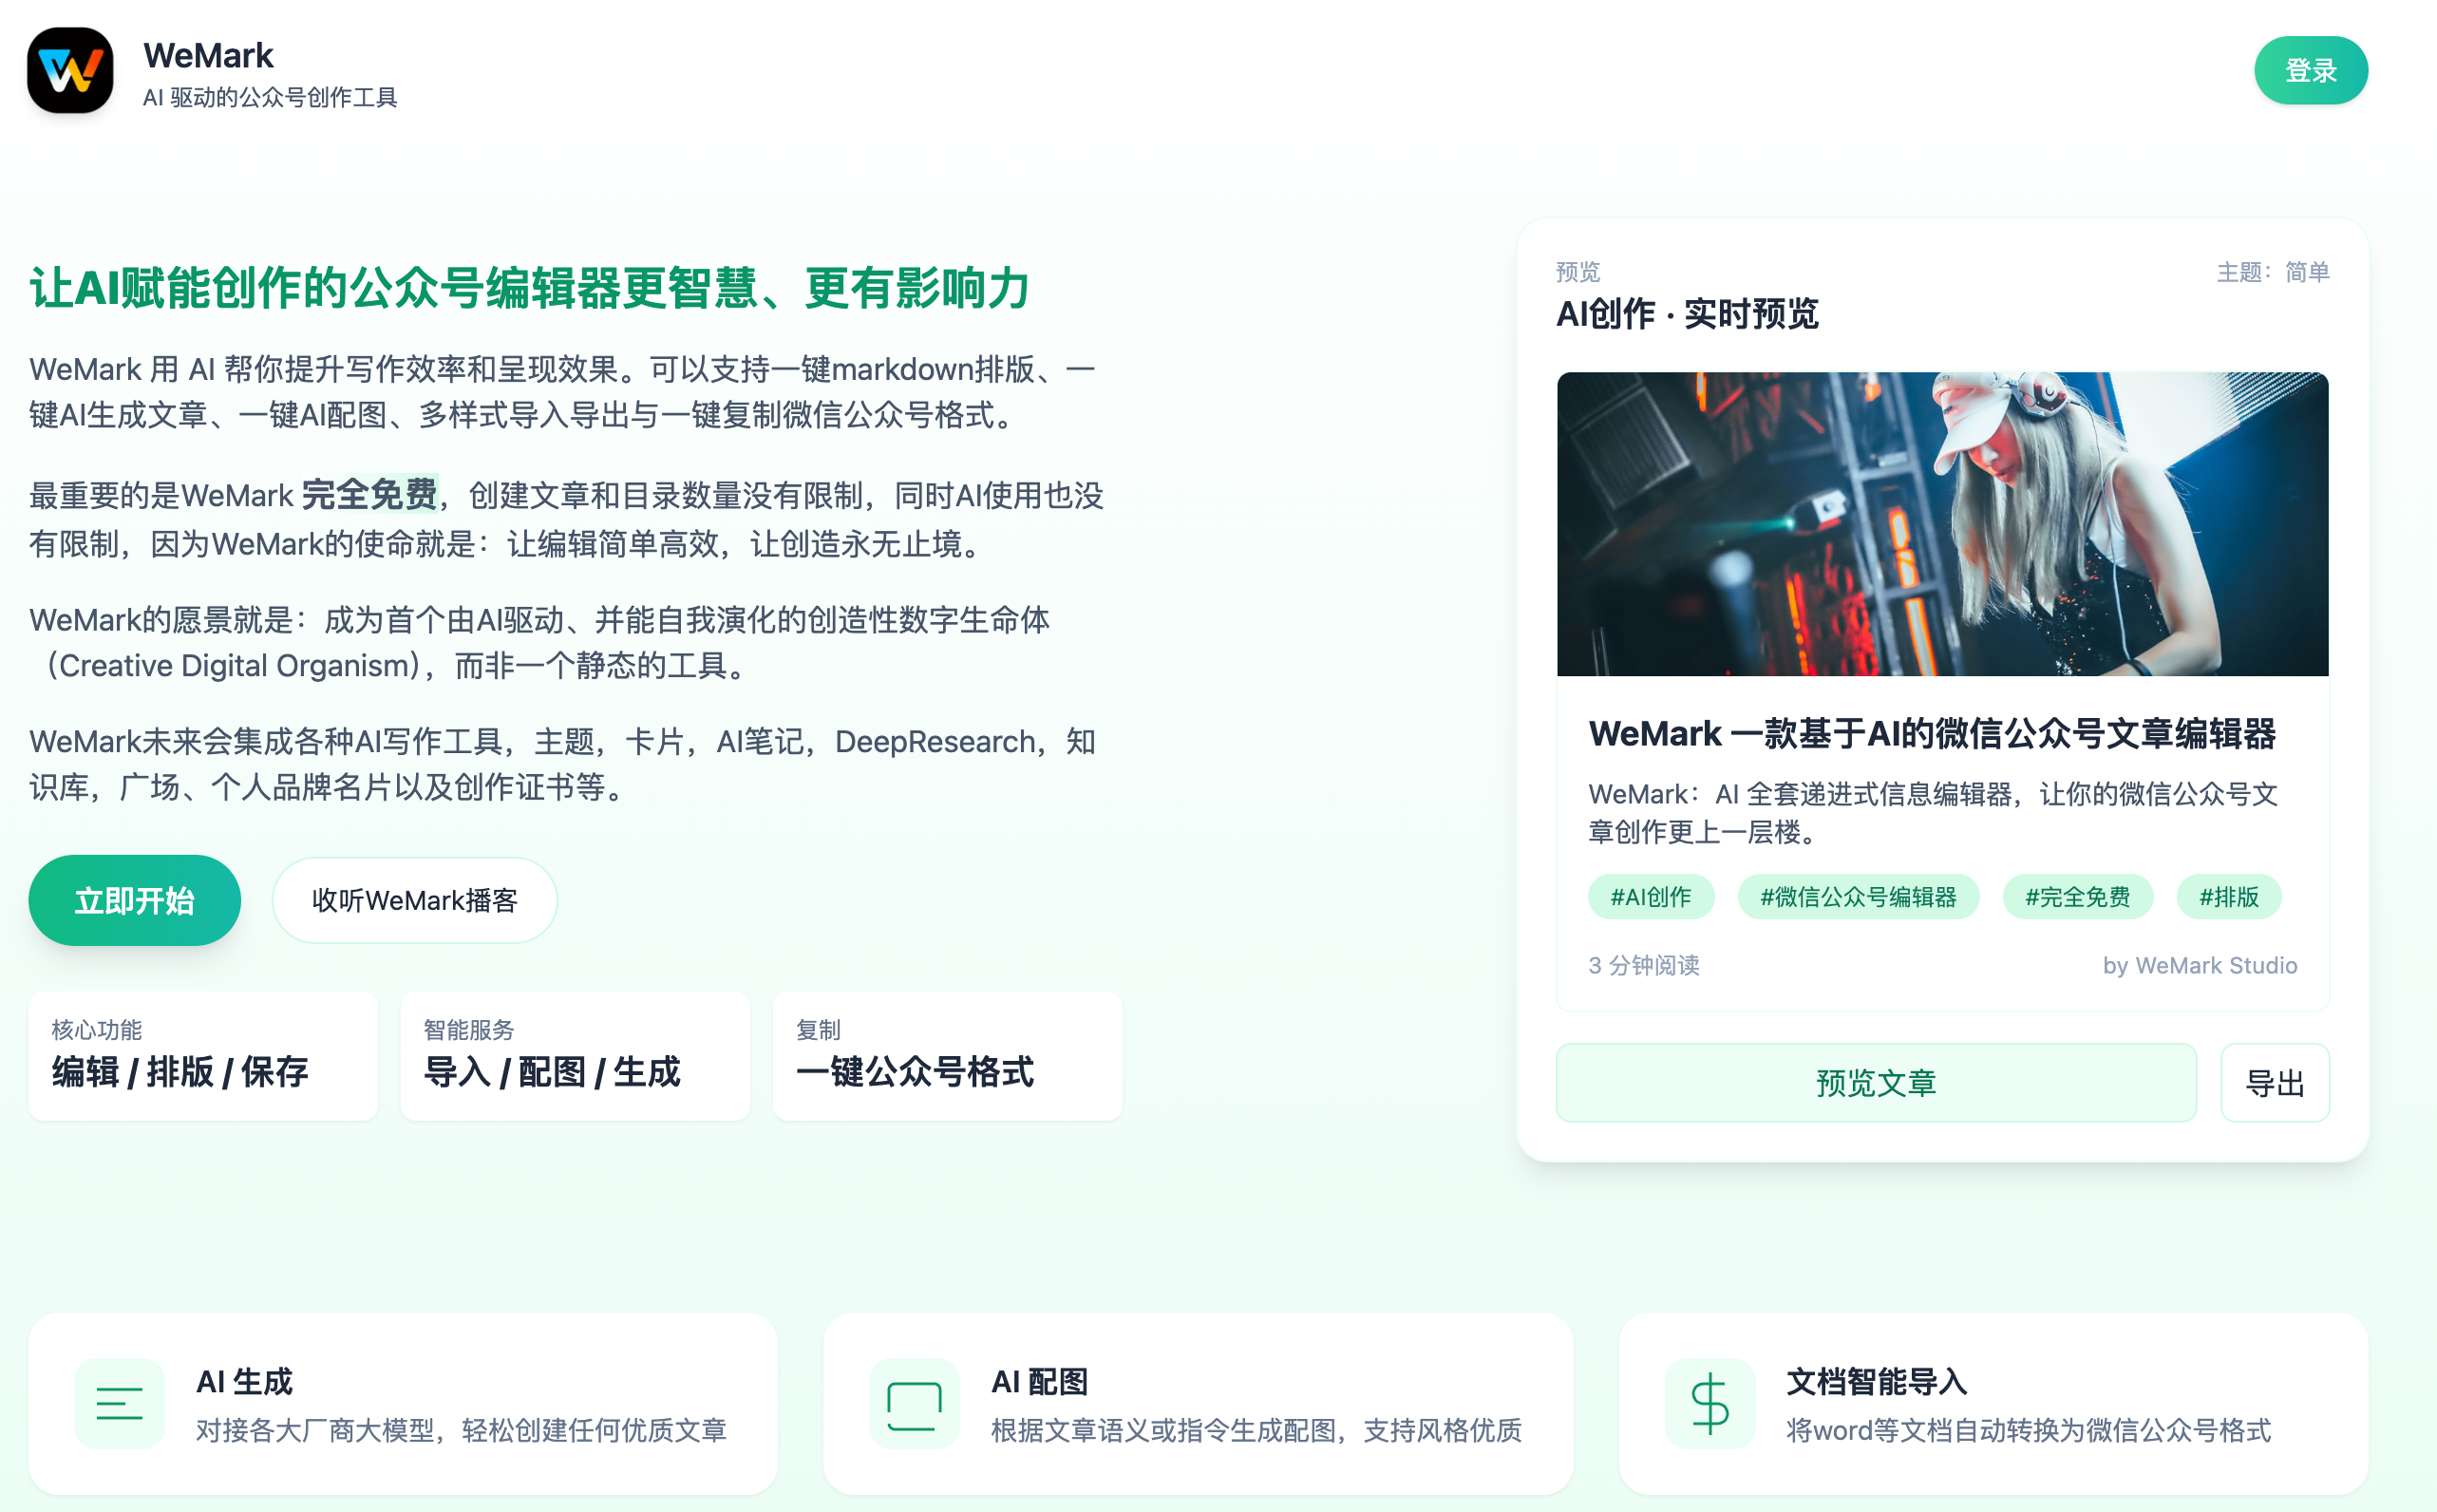 WeMark
AI 驱动的公众号创作工具
登录
让AI赋能创作的公众号编辑器更智慧、更有影响力
WeMark 用 AI 帮你提升写作效率和呈现效果。可以支持一键markdown排版、一
键AI生成文章、一键AI配图、多样式导入导出与一键复制微信公众号格式。
最重要的是WeMark 完全免费，创建文章和目录数量没有限制，同时AI使用也没
有限制，因为WeMark的使命就是：让编辑简单高效，让创造永无止境。
WeMark的愿景就是：成为首个由AI驱动、并能自我演化的创造性数字生命体
（Creative Digital Organism），而非一个静态的工具。
WeMark未来会集成各种AI写作工具，主题，卡片，AI笔记，DeepResearch，知
识库，广场、个人品牌名片以及创作证书等。
立即开始
收听WeMark播客
核心功能
编辑 / 排版 / 保存
智能服务
导入 / 配图 / 生成
复制
一键公众号格式
预览
主题：简单
AI创作 · 实时预览
WeMark 一款基于AI的微信公众号文章编辑器
WeMark：AI 全套递进式信息编辑器，让你的微信公众号文
章创作更上一层楼。
#AI创作
#微信公众号编辑器
#完全免费
#排版
3 分钟阅读
by WeMark Studio
预览文章
导出
AI 生成
对接各大厂商大模型，轻松创建任何优质文章
AI 配图
根据文章语义或指令生成配图，支持风格优质
文档智能导入
将word等文档自动转换为微信公众号格式